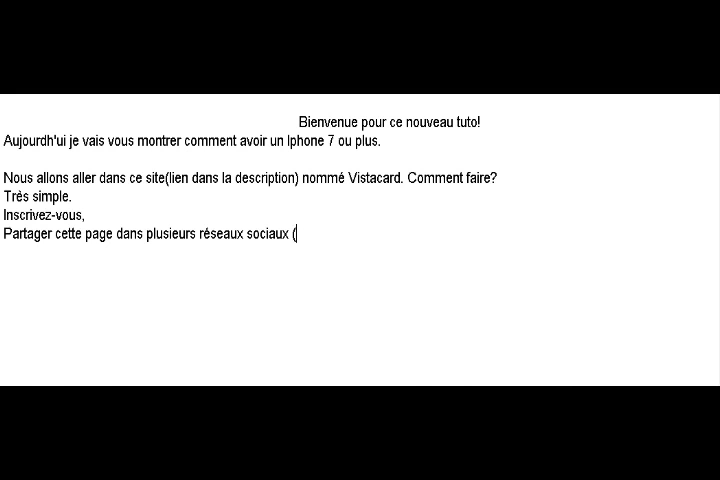 Bienvenue pour ce nouveau tuto!
Aujourdh'ui je vais vous montrer comment avoir un Iphone 7 ou plus.
Nous allons aller dans ce site(lien dans la description) nommé Vistacard. Comment faire?
Très simple.
Inscrivez-vous,
Partager cette page dans plusieurs réseaux sociaux (